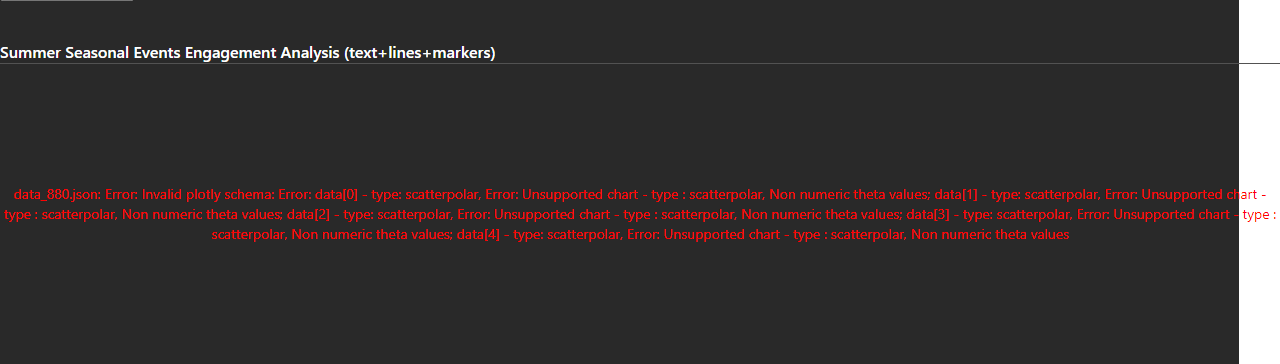 Summer Seasonal Events Engagement Analysis (text+lines+markers)
data_880.json: Error: Invalid plotly schema: Error: data[0] - type: scatterpolar, Error: Unsupported chart - type : scatterpolar, Non numeric theta values; data[1] - type: scatterpolar, Error: Unsupported chart -
type : scatterpolar, Non numeric theta values; data[2] - type: scatterpolar, Error: Unsupported chart - type : scatterpolar, Non numeric theta values; data[3] - type: scatterpolar, Error: Unsupported chart - type :
scatterpolar, Non numeric theta values; data[4] - type: scatterpolar, Error: Unsupported chart - type : scatterpolar, Non numeric theta values